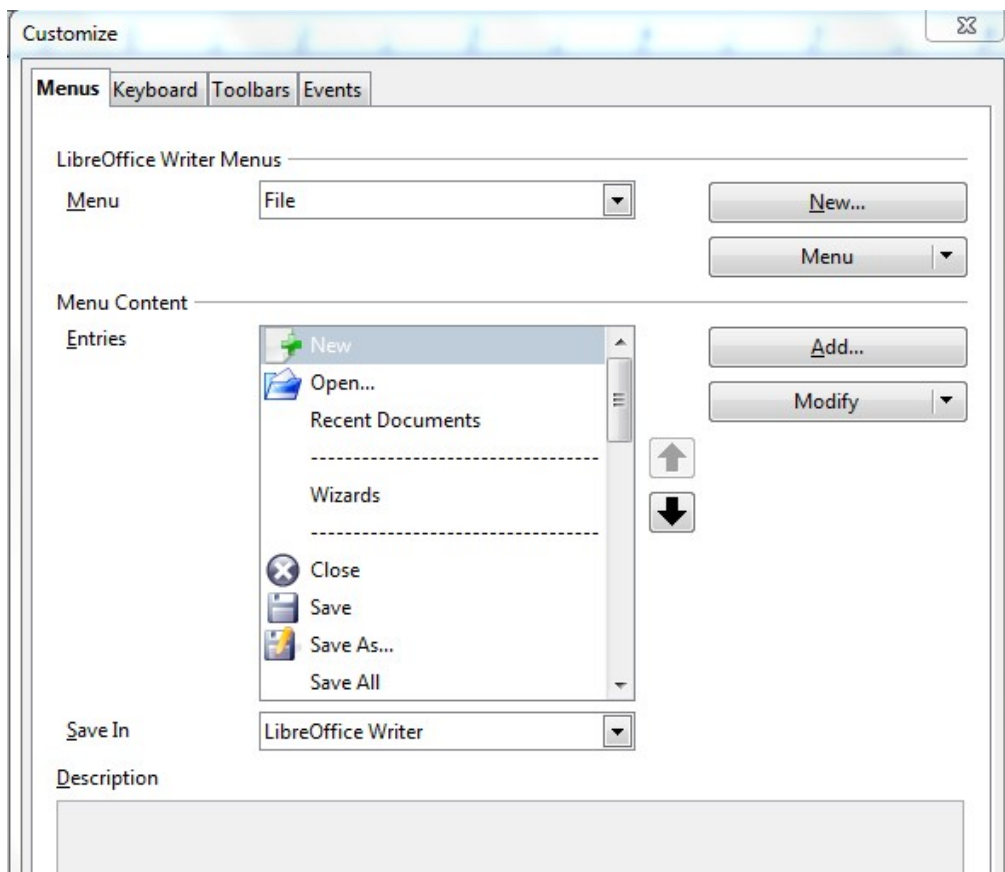 Customize
Menus Keyboard Toolbars Events
LibreOffice Writer Menus
Menu File New...
Menu
Menu Content
Entries New Add...
Open... Modify
Recent Documents
----------------------------------
Wizards
----------------------------------
Close
Save
Save As...
Save All
Save In LibreOffice Writer
Description